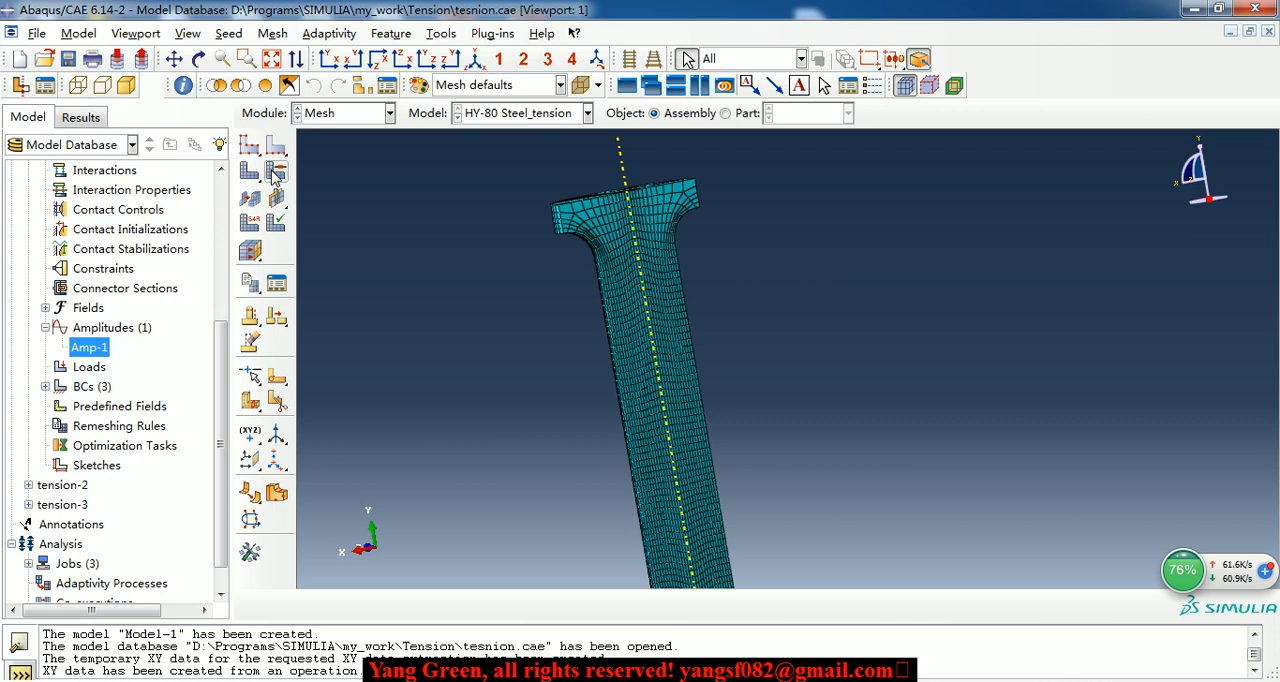 Abaqus/CAE 6.14-2 - Model Database: D:\Programs\SIMULIA\my_work\Tension\tesnion.cae [Viewport: 1]
File Model Viewport View Seed Mesh Adaptivity Feature Tools Plug-ins Help
1 2 3 4 All
Mesh defaults
Model Results
Module: Mesh Model: HY-80 Steel_tension Object: Assembly Part:
Model Database
Interactions
Interaction Properties
Contact Controls
Contact Initializations
Contact Stabilizations
Constraints
Connector Sections
Fields
Amplitudes (1)
Amp-1
Loads
BCs (3)
Predefined Fields
Remeshing Rules
Optimization Tasks
Sketches
tension-2
tension-3
Annotations
Analysis
Jobs (3)
Adaptivity Processes
S4R
(XYZ)
Y
X
Y
X
76%
61.6K/s
60.9K/s
SIMULIA
The model "Model-1" has been created.
The model database "D:\Programs\SIMULIA\my_work\Tension\tesnion.cae" has been opened.
The temporary XY data for the requested XY
XY data has been created from an operation
Yang Green, all rights reserved! yangsf082@gmail.com